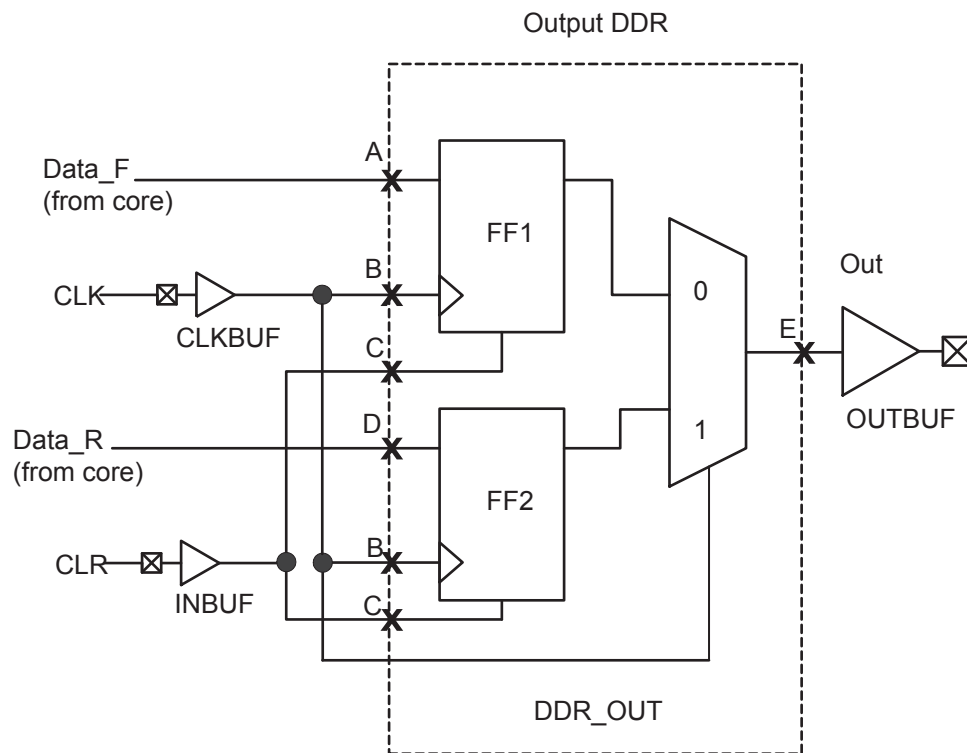 Output DDR
A
Data_F
(from core)
FF1
B
CLK
CLKBUF
C
0
Out
E
OUTBUF
D
Data_R
(from core)
1
FF2
B
CLR
INBUF
C
DDR_OUT